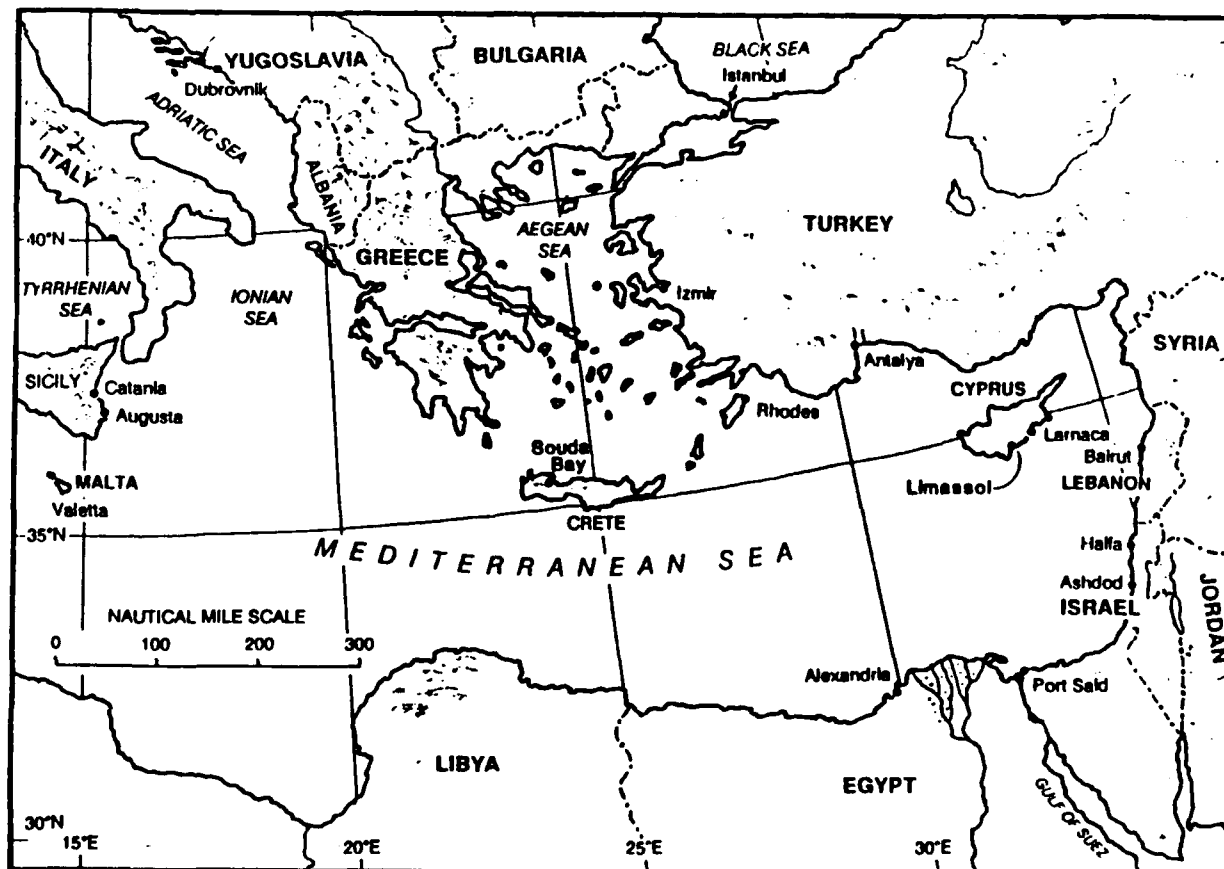 YUGOSLAVIA
BULGARIA
BLACK SEA
Istanbul
Dubrovnik
ADRIATIC SEA
ITALY
ALBANIA
TURKEY
AEGEAN
SEA
40°N
GREECE
TYRRHENIAN
SEA
IONIAN
SEA
Izmir
SYRIA
Antalya
SICILY
Catania
CYPRUS
Augusta
Rhodes
Larnaca
Souda
Bay
Beirut
MALTA
Limassol
LEBANON
Valetta
CRETE
35°N
Haifa
MEDITERRANEAN SEA
Ashdod
ISRAEL
JORDAN
NAUTICAL MILE SCALE
0 100 200 300
Alexandria
Port Said
LIBYA
EGYPT
GULF OF SUEZ
30°N
15°E
20°E
25°E
30°E